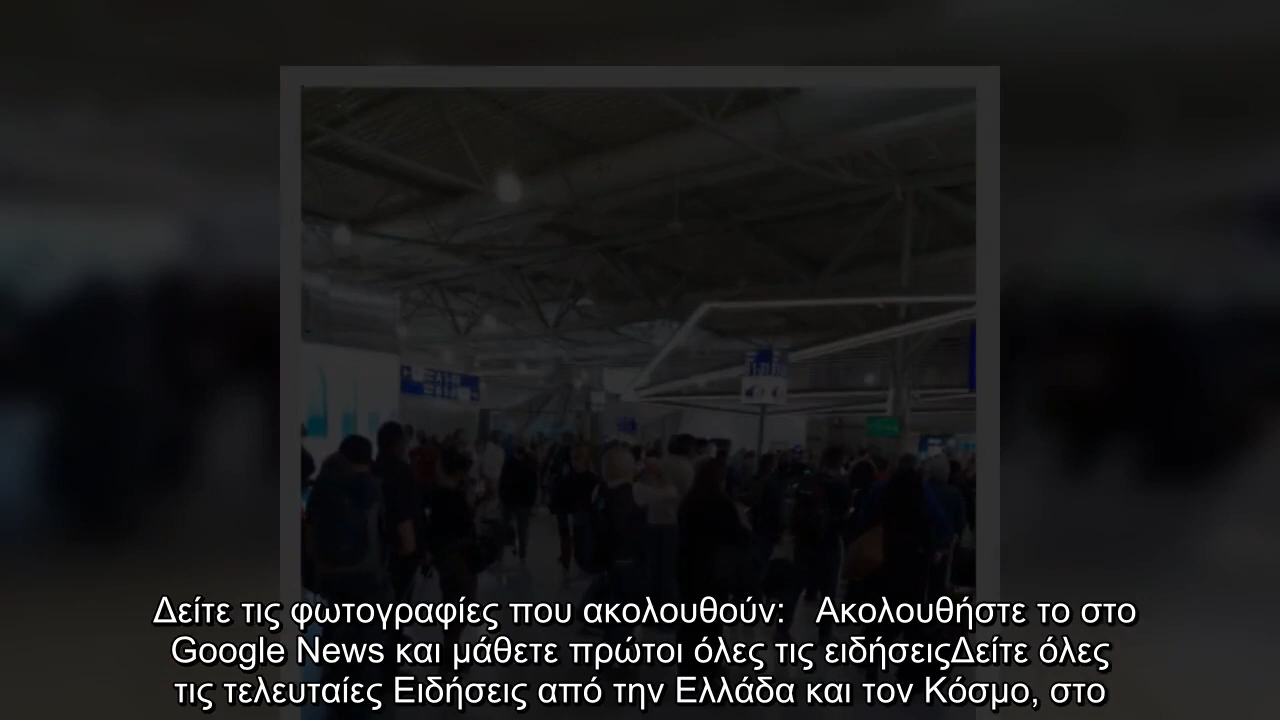 Δείτε τις φωτογραφίες που ακολουθούν: Ακολουθήστε το στο
Google News και μάθετε πρώτοι όλες τις ειδήσειςΔείτε όλες
τις τελευταίες Ειδήσεις από την Ελλάδα και τον Κόσμο, στο